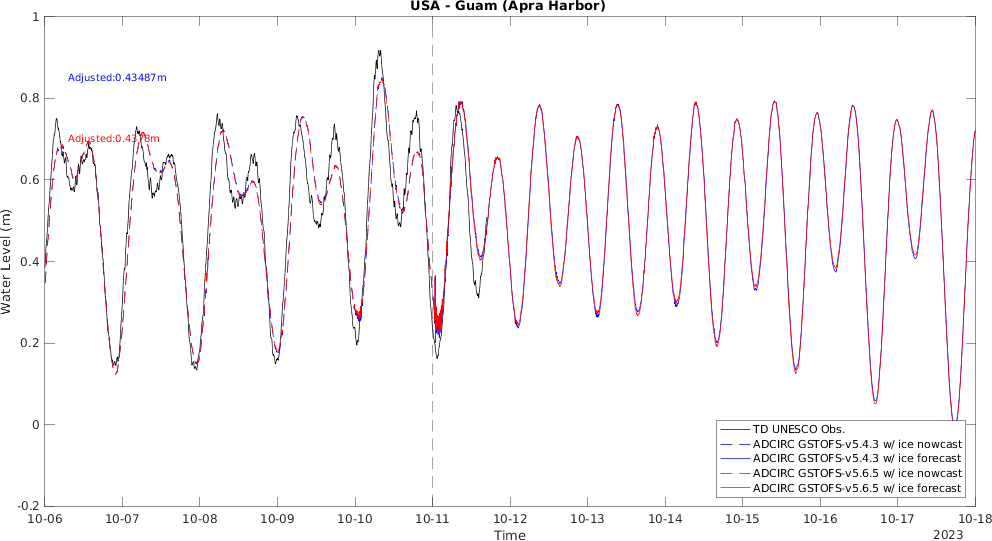 USA - Guam (Apra Harbor)
1
0.8
0.6
0.4
0.2
0
-0.2
Water Level (m)
Adjusted:0.43487m
TD UNESCO Obs.
ADCIRC GSTOFS-v5.4.3 w/ ice nowcast
ADCIRC GSTOFS-v5.4.3 w/ ice forecast
ADCIRC GSTOFS-v5.6.5 w/ ice nowcast
ADCIRC GSTOFS-v5.6.5 w/ ice forecast
10-06 10-07 10-08 10-09 10-10 10-11 10-12 10-13 10-14 10-15 10-16 10-17 10-18
Time
2023